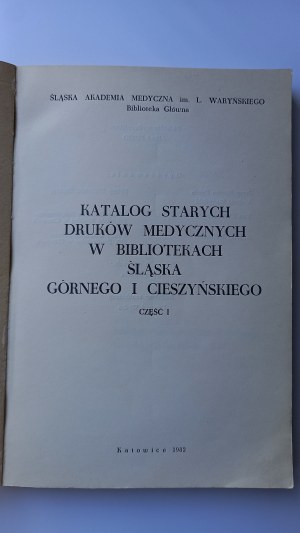 ŚLĄSKA AKADEMIA MEDYCZNA im. L. WARYŃSKIEGO
Biblioteka Główna
KATALOG STARYCH
DRUKÓW MEDYCZNYCH
W BIBLIOTEKACH
ŚLĄSKA
GÓRNEGO I CIESZYŃSKIEGO
CZĘŚĆ I
Katowice